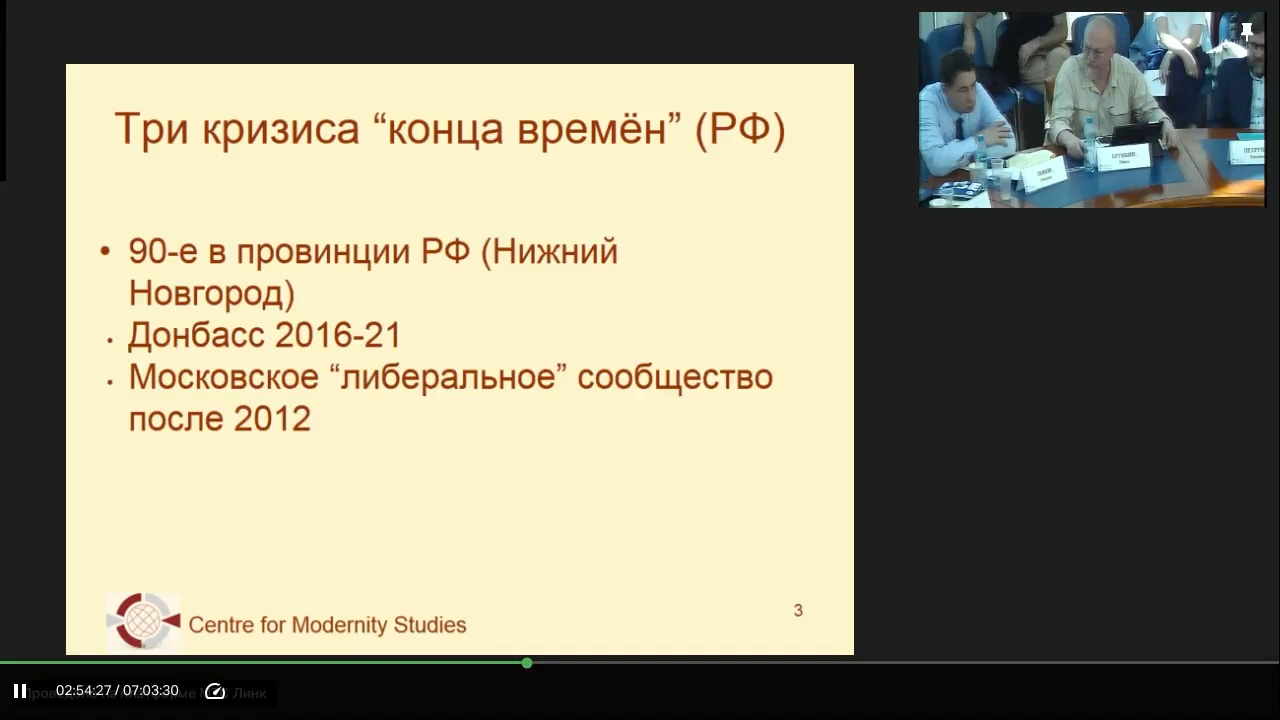 Три кризиса “конца времён” (РФ)
• 90-е в провинции РФ (Нижний
Новгород)
• Донбасс 2016-21
• Московское “либеральное” сообщество
после 2012
Centre for Modernity Studies
3
02:54:27 / 07:03:30
Линк